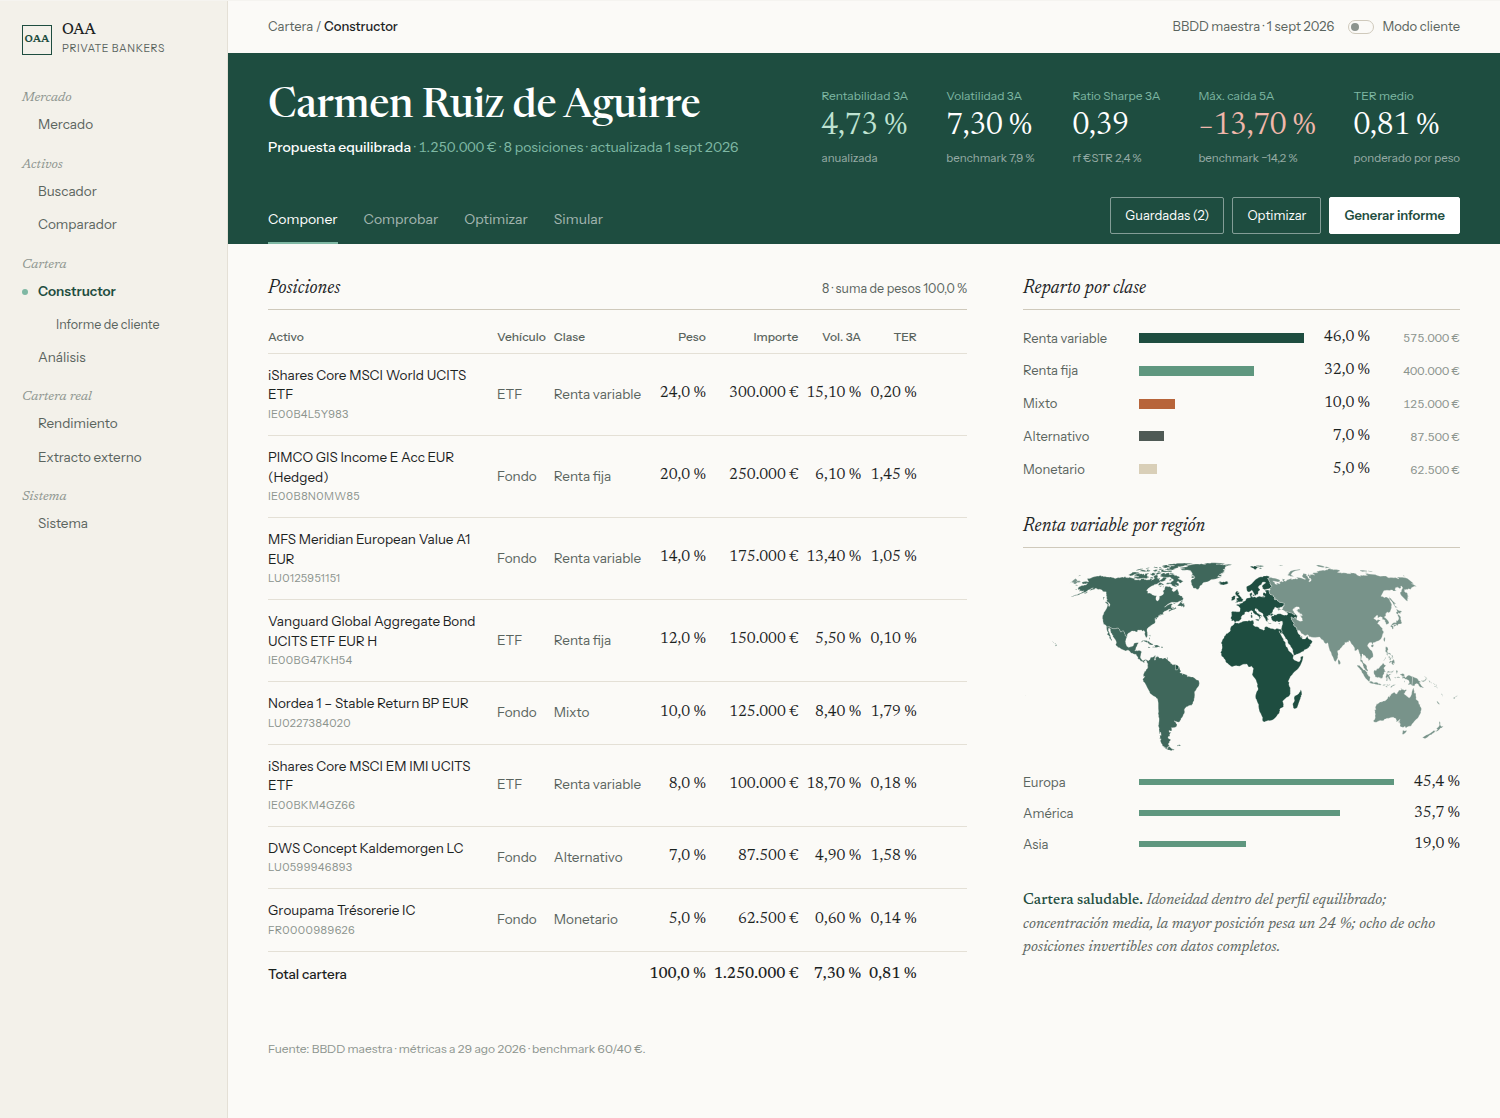 OAA
OAA
PRIVATE BANKERS
Mercado
Mercado
Activos
Buscador
Comparador
Cartera
Constructor
Informe de cliente
Análisis
Cartera real
Rendimiento
Extracto externo
Sistema
Sistema
Cartera / Constructor
BBDD maestra · 1 sept 2026 Modo cliente
Carmen Ruiz de Aguirre
Propuesta equilibrada · 1.250.000 € · 8 posiciones · actualizada 1 sept 2026
Rentabilidad 3A
4,73 %
anualizada
Volatilidad 3A
7,30 %
benchmark 7,9 %
Ratio Sharpe 3A
0,39
rf €STR 2,4 %
Máx. caída 5A
−13,70 %
benchmark −14,2 %
TER medio
0,81 %
ponderado por peso
Componer Comprobar Optimizar Simular
Guardadas (2) Optimizar Generar informe
Posiciones
8 · suma de pesos 100,0 %
Activo Vehículo Clase Peso Importe Vol. 3A TER
iShares Core MSCI World UCITS
ETF
IE00B4L5Y983
ETF Renta variable 24,0 % 300.000 € 15,10 % 0,20 %
PIMCO GIS Income E Acc EUR
(Hedged)
IE00B8N0MW85
Fondo Renta fija 20,0 % 250.000 € 6,10 % 1,45 %
MFS Meridian European Value A1
EUR
LU0125951151
Fondo Renta variable 14,0 % 175.000 € 13,40 % 1,05 %
Vanguard Global Aggregate Bond
UCITS ETF EUR H
IE00BG47KH54
ETF Renta fija 12,0 % 150.000 € 5,50 % 0,10 %
Nordea 1 – Stable Return BP EUR
LU0227384020
Fondo Mixto 10,0 % 125.000 € 8,40 % 1,79 %
iShares Core MSCI EM IMI UCITS
ETF
IE00BKM4GZ66
ETF Renta variable 8,0 % 100.000 € 18,70 % 0,18 %
DWS Concept Kaldemorgen LC
LU0599946893
Fondo Alternativo 7,0 % 87.500 € 4,90 % 1,58 %
Groupama Trésorerie IC
FR0000989626
Fondo Monetario 5,0 % 62.500 € 0,60 % 0,14 %
Total cartera 100,0 % 1.250.000 € 7,30 % 0,81 %
Fuente: BBDD maestra · métricas a 29 ago 2026 · benchmark 60/40 €.
Reparto por clase
Renta variable 46,0 % 575.000 €
Renta fija 32,0 % 400.000 €
Mixto 10,0 % 125.000 €
Alternativo 7,0 % 87.500 €
Monetario 5,0 % 62.500 €
Renta variable por región
Europa 45,4 %
América 35,7 %
Asia 19,0 %
Cartera saludable. Idoneidad dentro del perfil equilibrado;
concentración media, la mayor posición pesa un 24 %; ocho de ocho
posiciones invertibles con datos completos.